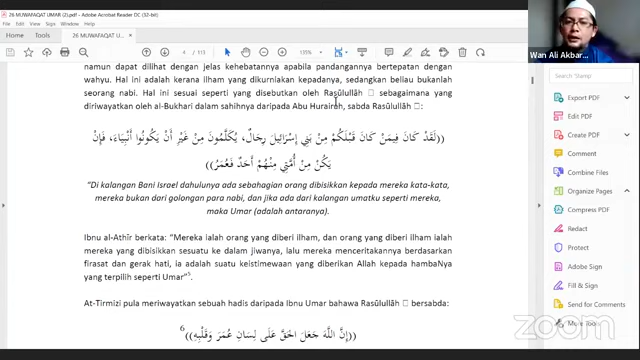 26 MUWAFAQAT UMAR (2).pdf - Adobe Acrobat Reader DC (32-bit)
File Edit View Sign Window Help
Home Tools 26 MUWAFAQAT UM... ×
4 / 113
namun dapat dilihat dengan jelas kehebatannya apabila pandangannya bertepatan dengan
wahyu. Hal ini adalah kerana ilham yang dikurniakan kepadanya, sedangkan beliau bukanlah
seorang nabi. Hal ini sesuai seperti yang disebutkan oleh Rasūlullâh □ sebagaimana yang
diriwayatkan oleh al-Bukhari dalam sahihnya daripada Abu Hurairah, sabda Rasūlullâh □:
((لَقَدْ كَانَ فِيمَنْ كَانَ قَبْلَكُمْ مِنْ بَنِي إِسْرَائِيلَ رِجَالٌ، يُكَلَّمُونَ مِنْ غَيْرِ أَنْ يَكُونُوا أَنْبِيَاءَ، فَإِنْ
يَكُنْ مِنْ أُمَّتِي مِنْهُمْ أَحَدٌ فَعُمَرُ))
“Di kalangan Bani Israel dahulunya ada sebahagian orang dibisikkan kepada mereka kata-kata,
mereka bukan dari golongan para nabi, dan jika ada dari kalangan umatku seperti mereka,
maka Umar (adalah antaranya).
Ibnu al-Athîr berkata: “Mereka ialah orang yang diberi ilham, dan orang yang diberi ilham ialah
mereka yang dibisikkan sesuatu ke dalam jiwanya, lalu mereka menceritakannya berdasarkan
firasat dan gerak hati, ia adalah suatu keistimewaan yang diberikan Allah kepada hambaNya
yang terpilih seperti Umar”⁵.
At-Tirmizi pula meriwayatkan sebuah hadis daripada Ibnu Umar bahawa Rasūlullâh □ bersabda:
⁶((إِنَّ اللَّهَ جَعَلَ الحَقَّ عَلَى لِسَانِ عُمَرَ وَقَلْبِهِ))
Wan Ali Akbar...
Search 'Stamp'
Export PDF
Edit PDF
Create PDF
Comment
Combine Files
Organize Pages
Compress PDF
Redact
Protect
Adobe Sign
Fill & Sign
Send for Comments
More Tools
zoom